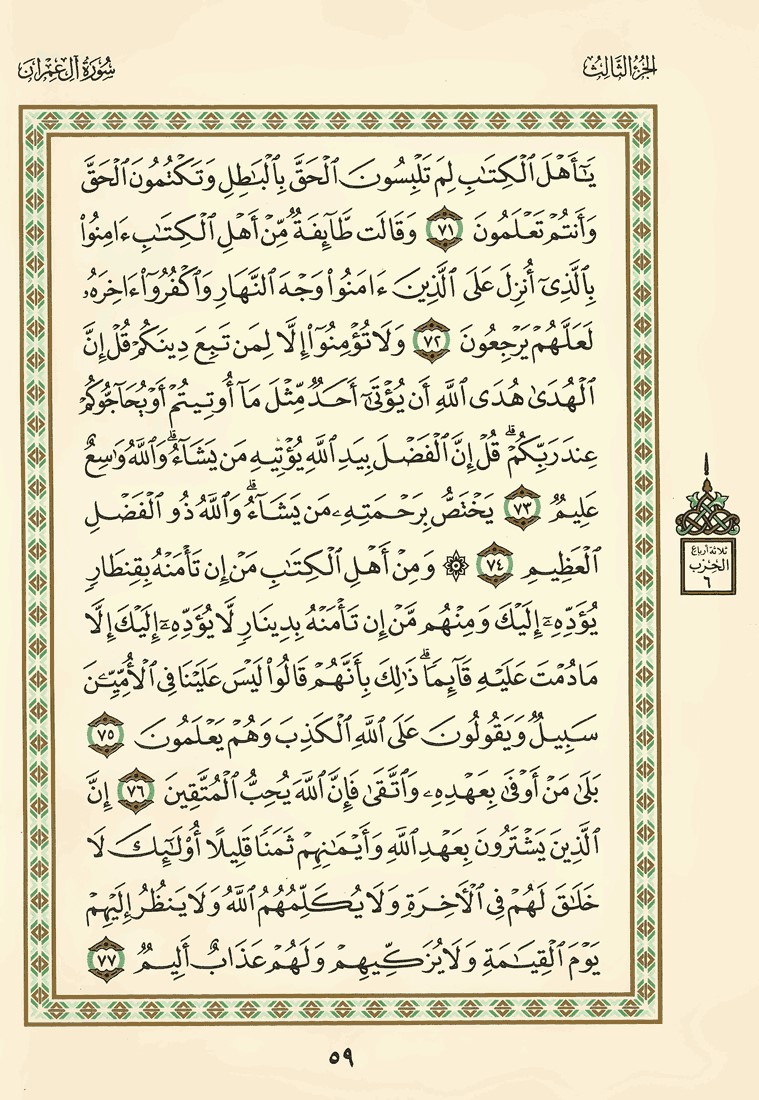 الجزء الثالث
سورة آل عمران
يَـٰٓأَهْلَ ٱلْكِتَـٰبِ لِمَ تَلْبِسُونَ ٱلْحَقَّ بِٱلْبَـٰطِلِ وَتَكْتُمُونَ ٱلْحَقَّ
وَأَنتُمْ تَعْلَمُونَ ٧١ وَقَالَت طَّآئِفَةٌ مِّنْ أَهْلِ ٱلْكِتَـٰبِ ءَامِنُوا۟
بِٱلَّذِىٓ أُنزِلَ عَلَى ٱلَّذِينَ ءَامَنُوا۟ وَجْهَ ٱلنَّهَارِ وَٱكْفُرُوٓا۟ ءَاخِرَهُۥ
لَعَلَّهُمْ يَرْجِعُونَ ٧٢ وَلَا تُؤْمِنُوٓا۟ إِلَّا لِمَن تَبِعَ دِينَكُمْ قُلْ إِنَّ
ٱلْهُدَىٰ هُدَى ٱللَّهِ أَن يُؤْتَىٰٓ أَحَدٌ مِّثْلَ مَآ أُوتِيتُمْ أَوْ يُحَآجُّوكُمْ
عِندَ رَبِّكُمْ ۗ قُلْ إِنَّ ٱلْفَضْلَ بِيَدِ ٱللَّهِ يُؤْتِيهِ مَن يَشَآءُ ۗ وَٱللَّهُ وَٰسِعٌ
عَلِيمٌ ٧٣ يَخْتَصُّ بِرَحْمَتِهِۦ مَن يَشَآءُ ۗ وَٱللَّهُ ذُو ٱلْفَضْلِ
ٱلْعَظِيمِ ٧٤ ۞ وَمِنْ أَهْلِ ٱلْكِتَـٰبِ مَنْ إِن تَأْمَنْهُ بِقِنطَارٍ
يُؤَدِّهِۦٓ إِلَيْكَ وَمِنْهُم مَّنْ إِن تَأْمَنْهُ بِدِينَارٍ لَّا يُؤَدِّهِۦٓ إِلَيْكَ إِلَّا
مَا دُمْتَ عَلَيْهِ قَآئِمًا ۗ ذَٰلِكَ بِأَنَّهُمْ قَالُوا۟ لَيْسَ عَلَيْنَا فِى ٱلْأُمِّيِّـۧنَ
سَبِيلٌ وَيَقُولُونَ عَلَى ٱللَّهِ ٱلْكَذِبَ وَهُمْ يَعْلَمُونَ ٧٥
بَلَىٰ مَنْ أَوْفَىٰ بِعَهْدِهِۦ وَٱتَّقَىٰ فَإِنَّ ٱللَّهَ يُحِبُّ ٱلْمُتَّقِينَ ٧٦ إِنَّ
ٱلَّذِينَ يَشْتَرُونَ بِعَهْدِ ٱللَّهِ وَأَيْمَـٰنِهِمْ ثَمَنًا قَلِيلًا أُو۟لَـٰٓئِكَ لَا
خَلَـٰقَ لَهُمْ فِى ٱلْـَٔاخِرَةِ وَلَا يُكَلِّمُهُمُ ٱللَّهُ وَلَا يَنظُرُ إِلَيْهِمْ
يَوْمَ ٱلْقِيَـٰمَةِ وَلَا يُزَكِّيهِمْ وَلَهُمْ عَذَابٌ أَلِيمٌ ٧٧
ثلاثة أرباع
الحزب
٦
٥٩